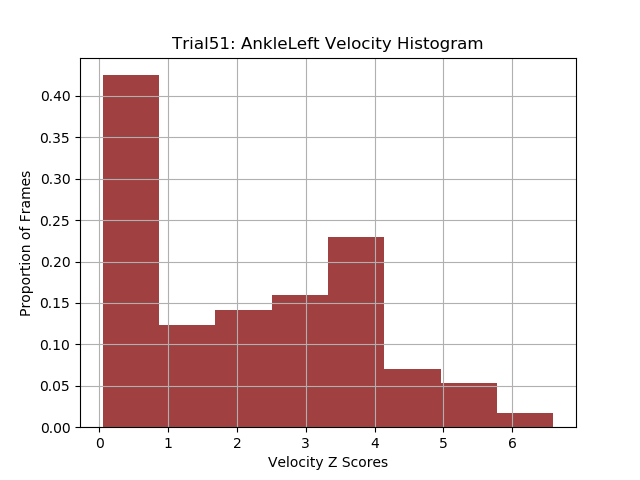 Trial51: AnkleLeft Velocity Histogram
0.40
0.35
0.30
0.25
0.20
0.15
0.10
0.05
0.00
Proportion of Frames
0 1 2 3 4 5 6
Velocity Z Scores